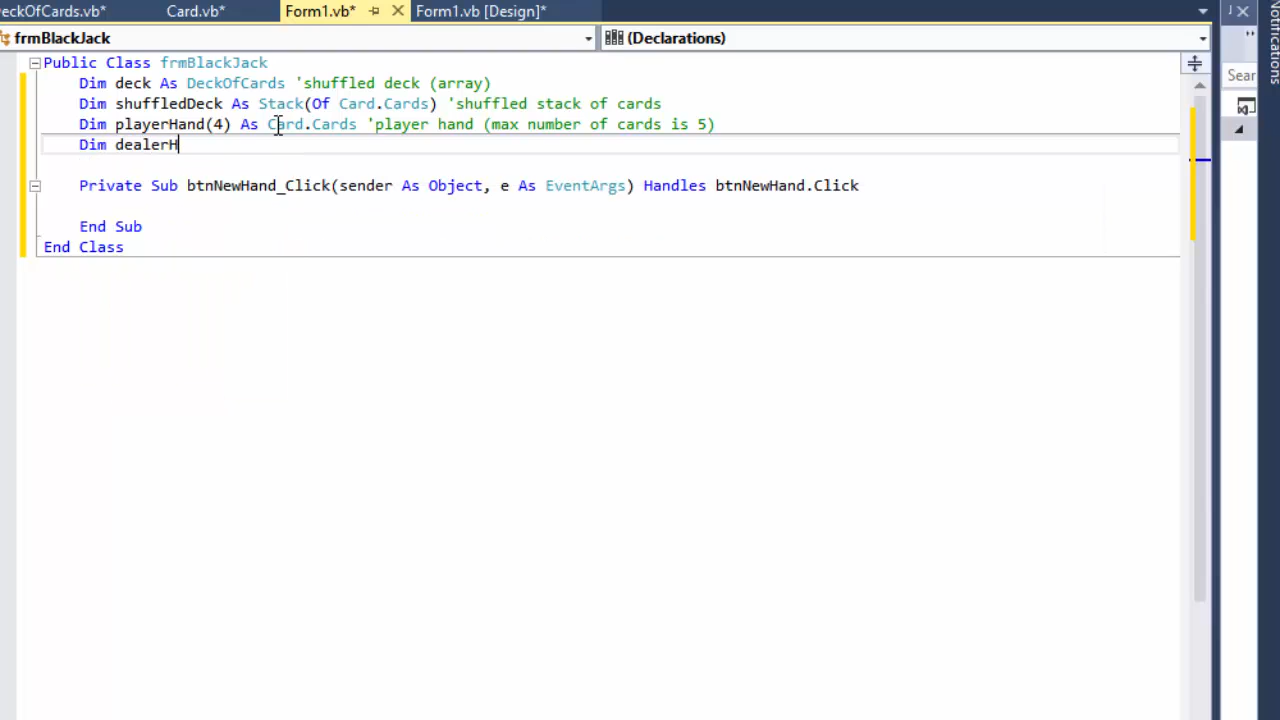 eckOfCards.vb* Card.vb* Form1.vb* Form1.vb [Design]*
frmBlackJack (Declarations)
Public Class frmBlackJack
Dim deck As DeckOfCards 'shuffled deck (array)
Dim shuffledDeck As Stack(Of Card.Cards) 'shuffled stack of cards
Dim playerHand(4) As Card.Cards 'player hand (max number of cards is 5)
Dim dealerH
Private Sub btnNewHand_Click(sender As Object, e As EventArgs) Handles btnNewHand.Click
End Sub
End Class
Sear
Notifications